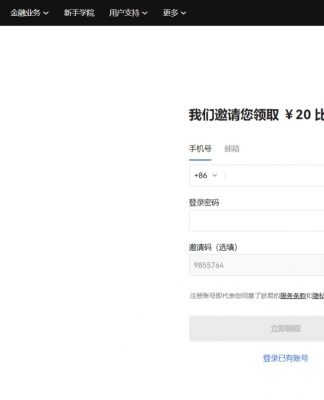 金融业务 新手学院 用户支持 更多
我们邀请您领取 ￥20 比
手机号 邮箱
+86
登录密码
邀请码（选填）
9855764
注册账号即代表您同意了欧易的服务条款和隐私
立即领取
登录已有账号